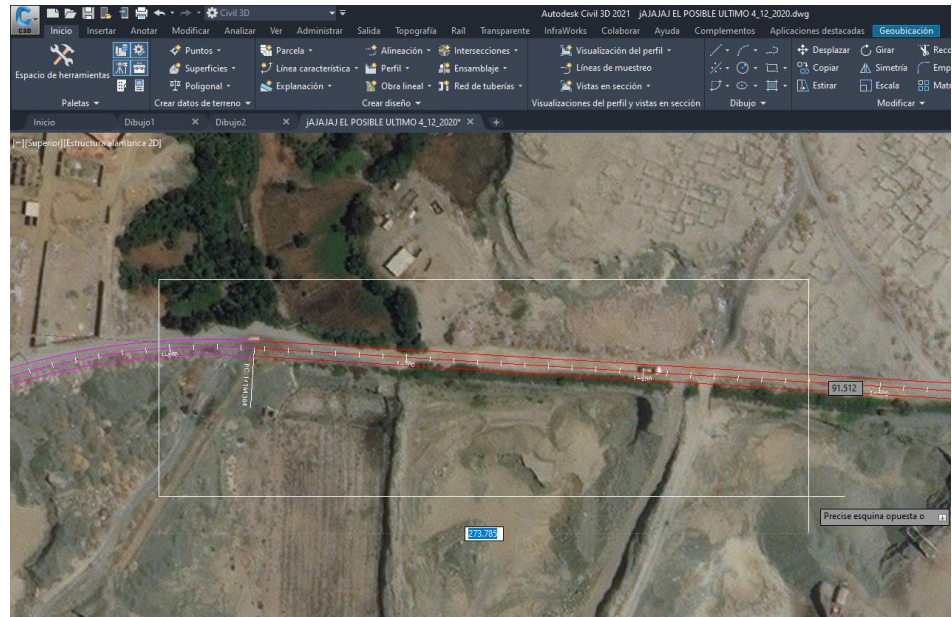 C3D
Civil 3D
Autodesk Civil 3D 2021 jAJAJAJ EL POSIBLE ULTIMO 4_12_2020.dwg
Inicio Insertar Anotar Modificar Analizar Ver Administrar Salida Topografía Raíl Transparente InfraWorks Colaborar Ayuda Complementos Aplicaciones destacadas Geoubicación
Espacio de herramientas
Paletas
Puntos
Superficies
Poligonal
Crear datos de terreno
Parcela
Línea característica
Explanación
Alineación
Perfil
Obra lineal
Intersecciones
Ensamblaje
Red de tuberías
Crear diseño
Visualización del perfil
Líneas de muestreo
Vistas en sección
Visualizaciones del perfil y vistas en sección
Dibujo
Desplazar
Copiar
Estirar
Girar
Simetría
Escala
Modificar
Inicio Dibujo1 Dibujo2 jAJAJAJ EL POSIBLE ULTIMO 4_12_2020*
[−][Superior][Estructura alámbrica 2D]
91.512
Precise esquina opuesta o
273.785